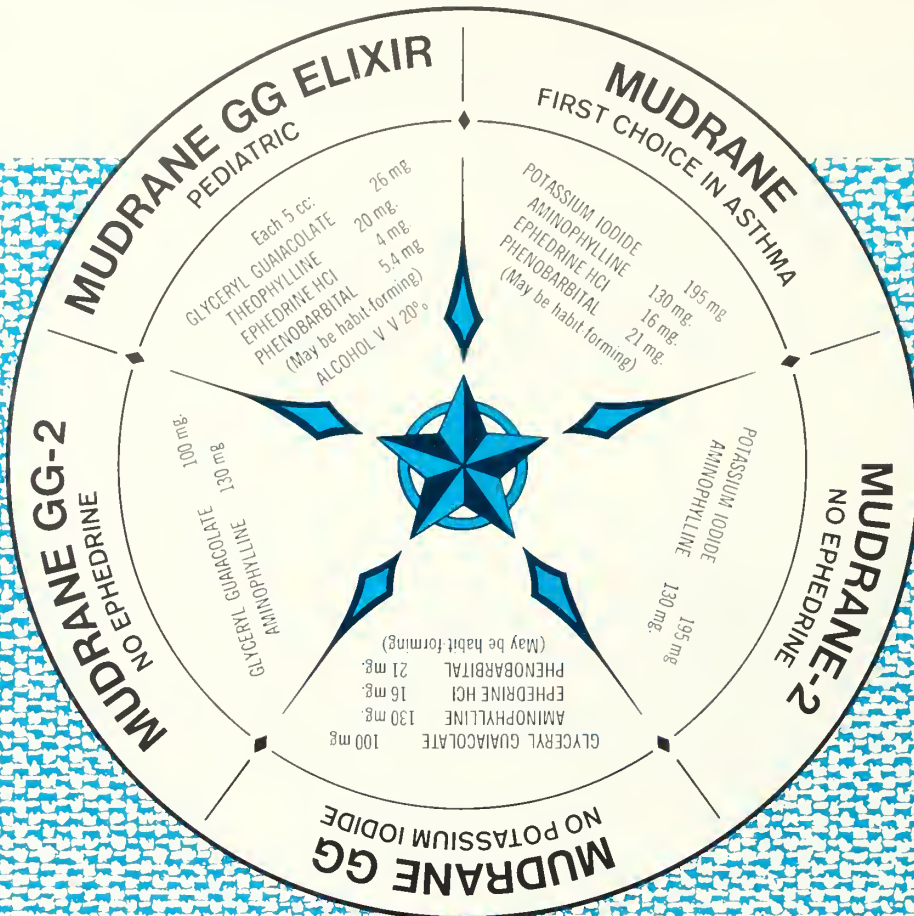 MUDRANE
FIRST CHOICE IN ASTHMA
POTASSIUM IODIDE 195 mg
AMINOPHYLLINE 130 mg.
EPHEDRINE HCl 16 mg.
PHENOBARBITAL 21 mg.
(May be habit-forming)
MUDRANE-2
NO EPHEDRINE
POTASSIUM IODIDE 195 mg
AMINOPHYLLINE 130 mg.
MUDRANE GG
NO POTASSIUM IODIDE
GLYCERYL GUAIACOLATE 100 mg
AMINOPHYLLINE 130 mg.
EPHEDRINE HCl 16 mg.
PHENOBARBITAL 21 mg.
(May be habit-forming)
MUDRANE GG-2
NO EPHEDRINE
GLYCERYL GUAIACOLATE 100 mg.
AMINOPHYLLINE 130 mg
MUDRANE GG ELIXIR
PEDIATRIC
Each 5 cc:
GLYCERYL GUAIACOLATE 26 mg
THEOPHYLLINE 20 mg.
EPHEDRINE HCl 4 mg
PHENOBARBITAL 5.4 mg
(May be habit-forming)
ALCOHOL V V 20%